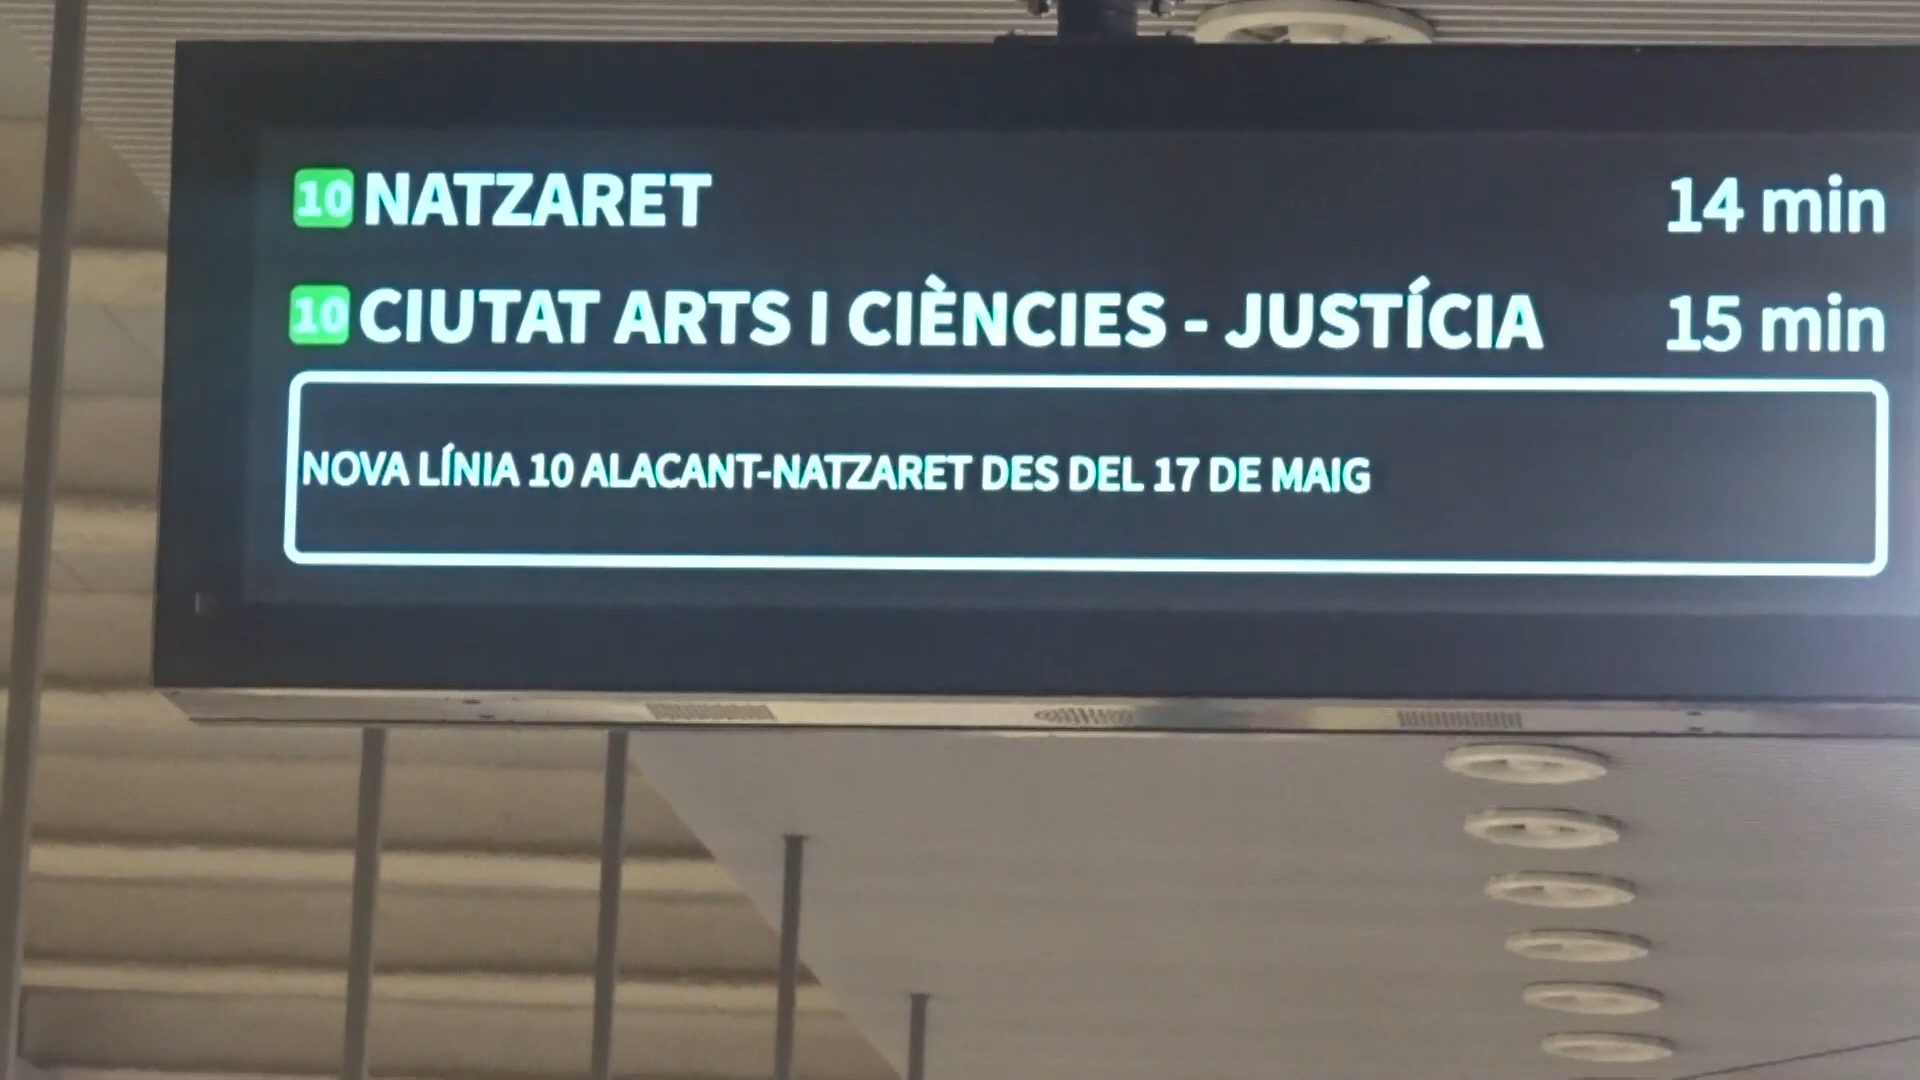 10 NATZARET 14 min
10 CIUTAT ARTS I CIÈNCIES - JUSTÍCIA 15 min
NOVA LÍNIA 10 ALACANT-NATZARET DES DEL 17 DE MAIG